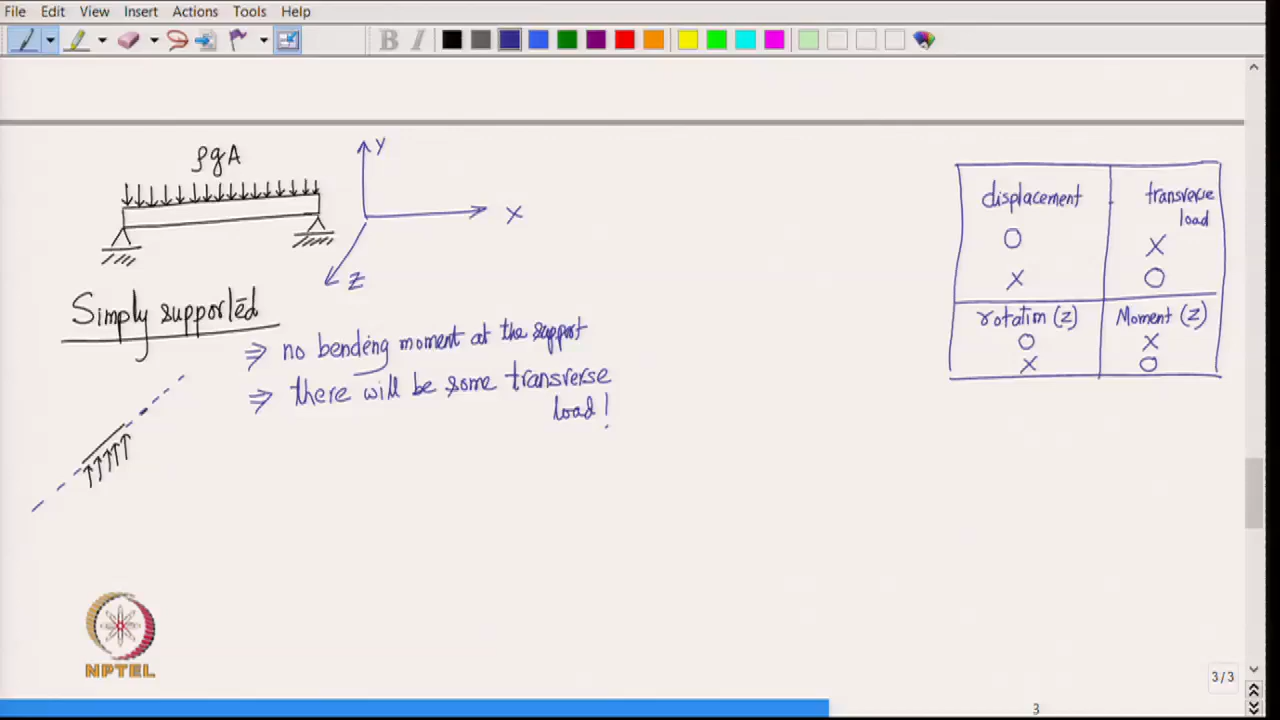 File Edit View Insert Actions Tools Help
B I
ρgA
Y
X
Z
Simply supported
⇒ no bending moment at the support
⇒ there will be some transverse
load!
displacement transverse
load
O X
X O
rotation (z) Moment (z)
O X
X O
NPTEL
3/3
3